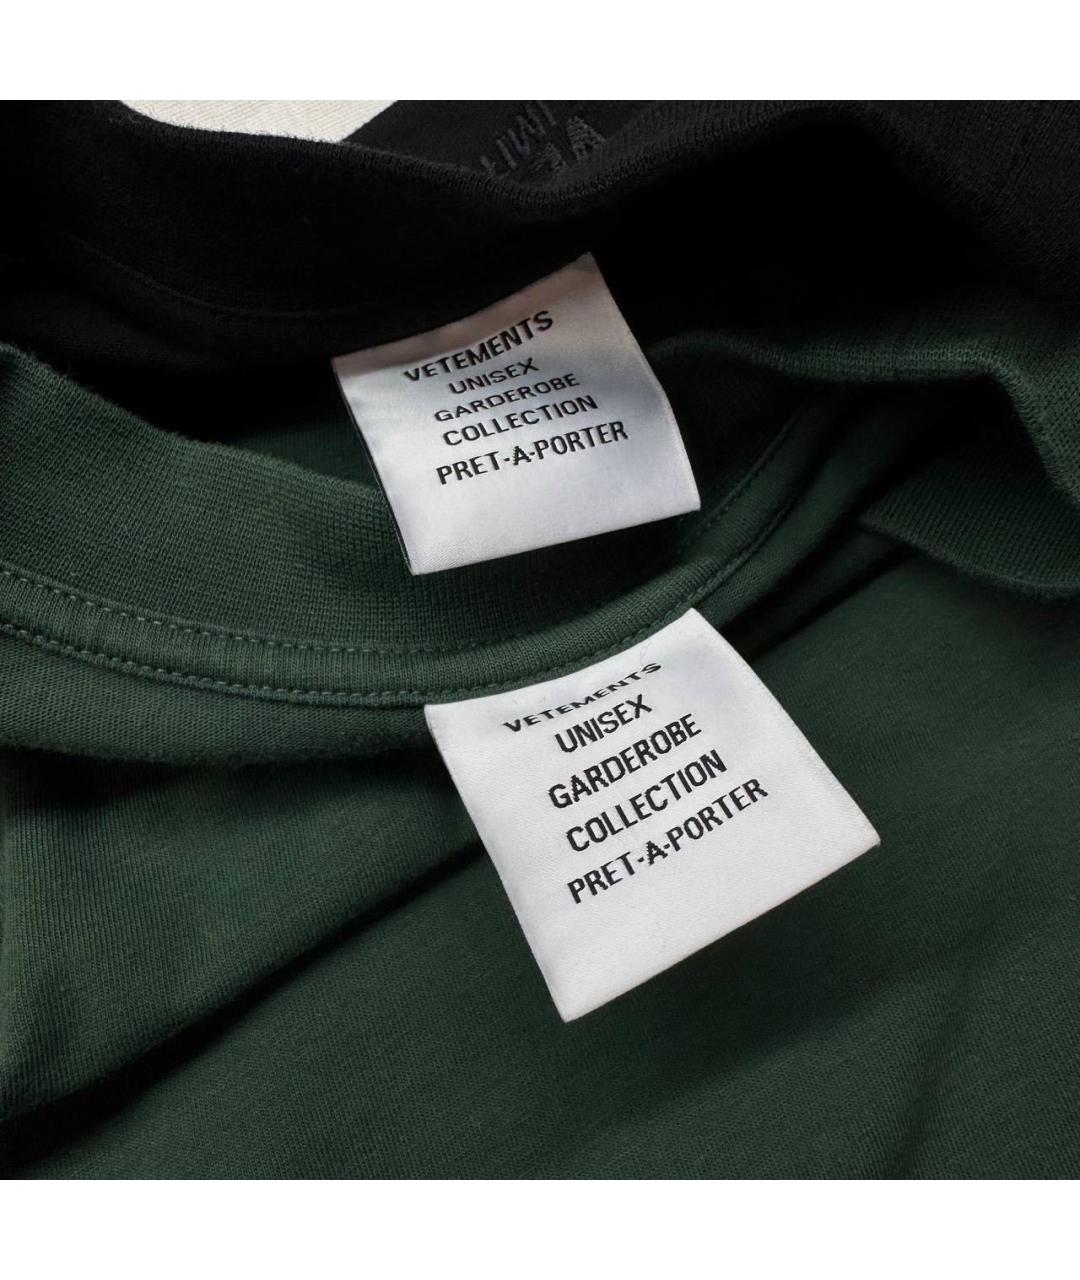 VETEMENTS
UNISEX
GARDEROBE
COLLECTION
PRET-A-PORTER
VETEMENTS
UNISEX
GARDEROBE
COLLECTION
PRET-A-PORTER